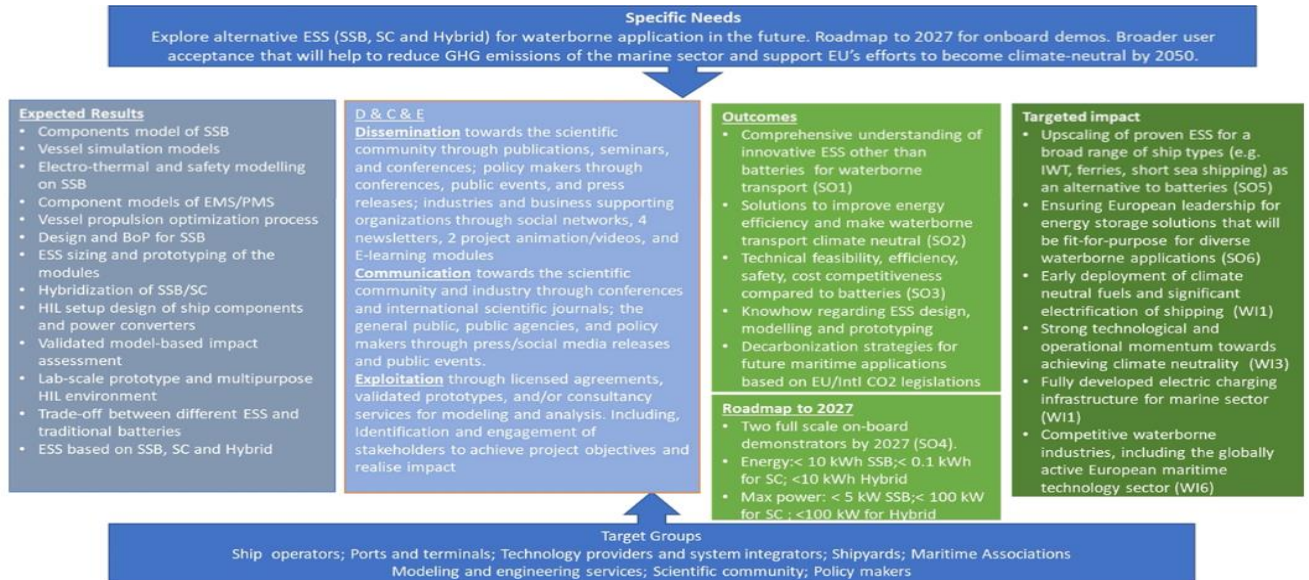 Specific Needs
Explore alternative ESS (SSB, SC and Hybrid) for waterborne application in the future. Roadmap to 2027 for onboard demos. Broader user
acceptance that will help to reduce GHG emissions of the marine sector and support EU's efforts to become climate-neutral by 2050.
Expected Results
• Components model of SSB
• Vessel simulation models
• Electro-thermal and safety modelling
on SSB
• Component models of EMS/PMS
• Vessel propulsion optimization process
• Design and BoP for SSB
• ESS sizing and prototyping of the
modules
• Hybridization of SSB/SC
• HIL setup design of ship components
and power converters
• Validated model-based impact
assessment
• Lab-scale prototype and multipurpose
HIL environment
• Trade-off between different ESS and
traditional batteries
• ESS based on SSB, SC and Hybrid
D & C & E
Dissemination towards the scientific
community through publications, seminars,
and conferences; policy makers through
conferences, public events, and press
releases; industries and business supporting
organizations through social networks, 4
newsletters, 2 project animation/videos, and
E-learning modules
Communication towards the scientific
community and industry through conferences
and international scientific journals; the
general public, public agencies, and policy
makers through press/social media releases
and public events.
Exploitation through licensed agreements,
validated prototypes, and/or consultancy
services for modeling and analysis. Including,
Identification and engagement of
stakeholders to achieve project objectives and
realise impact
Outcomes
• Comprehensive understanding of
innovative ESS other than
batteries for waterborne
transport (SO1)
• Solutions to improve energy
efficiency and make waterborne
transport climate neutral (SO2)
• Technical feasibility, efficiency,
safety, cost competitiveness
compared to batteries (SO3)
• Knowhow regarding ESS design,
modelling and prototyping
• Decarbonization strategies for
future maritime applications
based on EU/Intl CO2 legislations
Roadmap to 2027
• Two full scale on-board
demonstrators by 2027 (SO4).
• Energy:< 10 kWh SSB;< 0.1 kWh
for SC; <10 kWh Hybrid
• Max power: < 5 kW SSB;< 100 kW
for SC ; <100 kW for Hybrid
Targeted impact
• Upscaling of proven ESS for a
broad range of ship types (e.g.
IWT, ferries, short sea shipping) as
an alternative to batteries (SO5)
• Ensuring European leadership for
energy storage solutions that will
be fit-for-purpose for diverse
waterborne applications (SO6)
• Early deployment of climate
neutral fuels and significant
electrification of shipping (WI1)
• Strong technological and
operational momentum towards
achieving climate neutrality (WI3)
• Fully developed electric charging
infrastructure for marine sector
(WI1)
• Competitive waterborne
industries, including the globally
active European maritime
technology sector (WI6)
Target Groups
Ship operators; Ports and terminals; Technology providers and system integrators; Shipyards; Maritime Associations
Modeling and engineering services; Scientific community; Policy makers